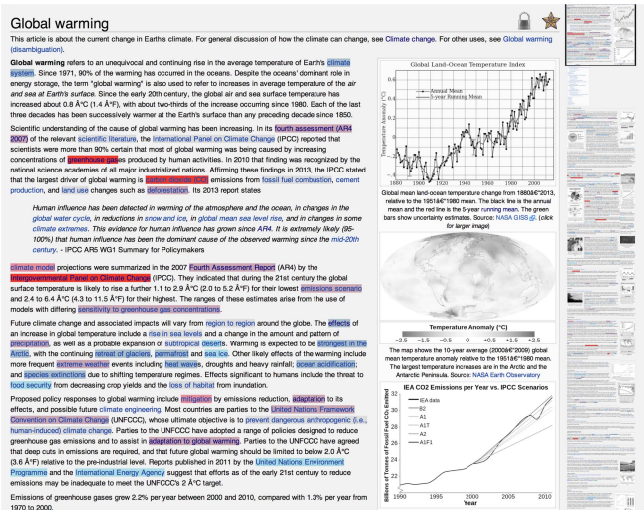 Global warming
This article is about the current change in Earths climate. For general discussion of how the climate can change, see Climate change. For other uses, see Global warming
(disambiguation).
Global warming refers to an unequivocal and continuing rise in the average temperature of Earth's climate
system. Since 1971, 90% of the warming has occurred in the oceans. Despite the oceans' dominant role in
energy storage, the term "global warming" is also used to refer to increases in average temperature of the air
and sea at Earth's surface. Since the early 20th century, the global air and sea surface temperature has
increased about 0.8 Â°C (1.4 Â°F), with about two-thirds of the increase occurring since 1980. Each of the last
three decades has been successively warmer at the Earth's surface than any preceding decade since 1850.
Scientific understanding of the cause of global warming has been increasing. In its fourth assessment (AR4
2007) of the relevant scientific literature, the International Panel on Climate Change (IPCC) reported that
scientists were more than 90% certain that most of global warming was being caused by increasing
concentrations of greenhouse gases produced by human activities. In 2010 that finding was recognized by the
national science academies of all major industrialized nations. Affirming these findings in 2013, the IPCC stated
that the largest driver of global warming is carbon dioxide (CO2) emissions from fossil fuel combustion, cement
production, and land use changes such as deforestation. Its 2013 report states
Human influence has been detected in warming of the atmosphere and the ocean, in changes in the
global water cycle, in reductions in snow and ice, in global mean sea level rise, and in changes in some
climate extremes. This evidence for human influence has grown since AR4. It is extremely likely (95-
100%) that human influence has been the dominant cause of the observed warming since the mid-20th
century. - IPCC AR5 WG1 Summary for Policymakers
climate model projections were summarized in the 2007 Fourth Assessment Report (AR4) by the
Intergovernmental Panel on Climate Change (IPCC). They indicated that during the 21st century the global
surface temperature is likely to rise a further 1.1 to 2.9 Â°C (2.0 to 5.2 Â°F) for their lowest emissions scenario
and 2.4 to 6.4 Â°C (4.3 to 11.5 Â°F) for their highest. The ranges of these estimates arise from the use of
models with differing sensitivity to greenhouse gas concentrations.
Future climate change and associated impacts will vary from region to region around the globe. The effects of
an increase in global temperature include a rise in sea levels and a change in the amount and pattern of
precipitation, as well as a probable expansion of subtropical deserts. Warming is expected to be strongest in the
Arctic, with the continuing retreat of glaciers, permafrost and sea ice. Other likely effects of the warming include
more frequent extreme weather events including; heat waves, droughts and heavy rainfall; ocean acidification;
and species extinctions due to shifting temperature regimes. Effects significant to humans include the threat to
food security from decreasing crop yields and the loss of habitat from inundation.
Proposed policy responses to global warming include mitigation by emissions reduction, adaptation to its
effects, and possible future climate engineering. Most countries are parties to the United Nations Framework
Convention on Climate Change (UNFCCC), whose ultimate objective is to prevent dangerous anthropogenic (i.e.,
human-induced) climate change. Parties to the UNFCCC have adopted a range of policies designed to reduce
greenhouse gas emissions and to assist in adaptation to global warming. Parties to the UNFCCC have agreed
that deep cuts in emissions are required, and that future global warming should be limited to below 2.0 Â°C
(3.6 Â°F) relative to the pre-industrial level. Reports published in 2011 by the United Nations Environment
Programme and the International Energy Agency suggest that efforts as of the early 21st century to reduce
emissions may be inadequate to meet the UNFCCC's 2 Â°C target.
Emissions of greenhouse gases grew 2.2% per year between 2000 and 2010, compared with 1.3% per year from
1970 to 2000.
Global Land-Ocean Temperature Index
Temperature Anomaly (°C)
Annual Mean
5-year Running Mean
1880 1900 1920 1940 1960 1980 2000
Global mean land-ocean temperature change from 1880â€"2013,
relative to the 1951â€"1980 mean. The black line is the annual
mean and the red line is the 5-year running mean. The green
bars show uncertainty estimates. Source: NASA GISS. (click
for larger image)
Temperature Anomaly (°C)
-2.5 -1.5 -.5 +.5 +1.5 +2.5
The map shows the 10-year average (2000â€"2009) global
mean temperature anomaly relative to the 1951â€"1980 mean.
The largest temperature increases are in the Arctic and the
Antarctic Peninsula. Source: NASA Earth Observatory
IEA CO2 Emissions per Year vs. IPCC Scenarios
Billions of Tonnes of Fossil Fuel CO2 Emitted
32
30
28
26
24
22
IEA data
B2
A1
A1T
A2
A1F1
1990 1995 2000 2005 2010
Year